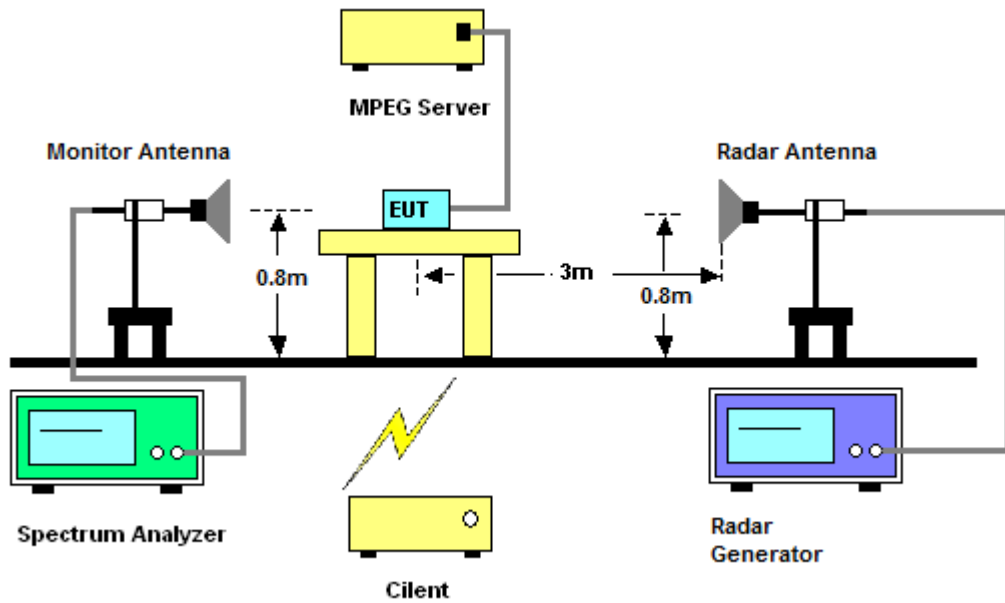 MPEG Server
Monitor Antenna
Radar Antenna
EUT
0.8m
3m
0.8m
Spectrum Analyzer
Cilent
Radar
Generator